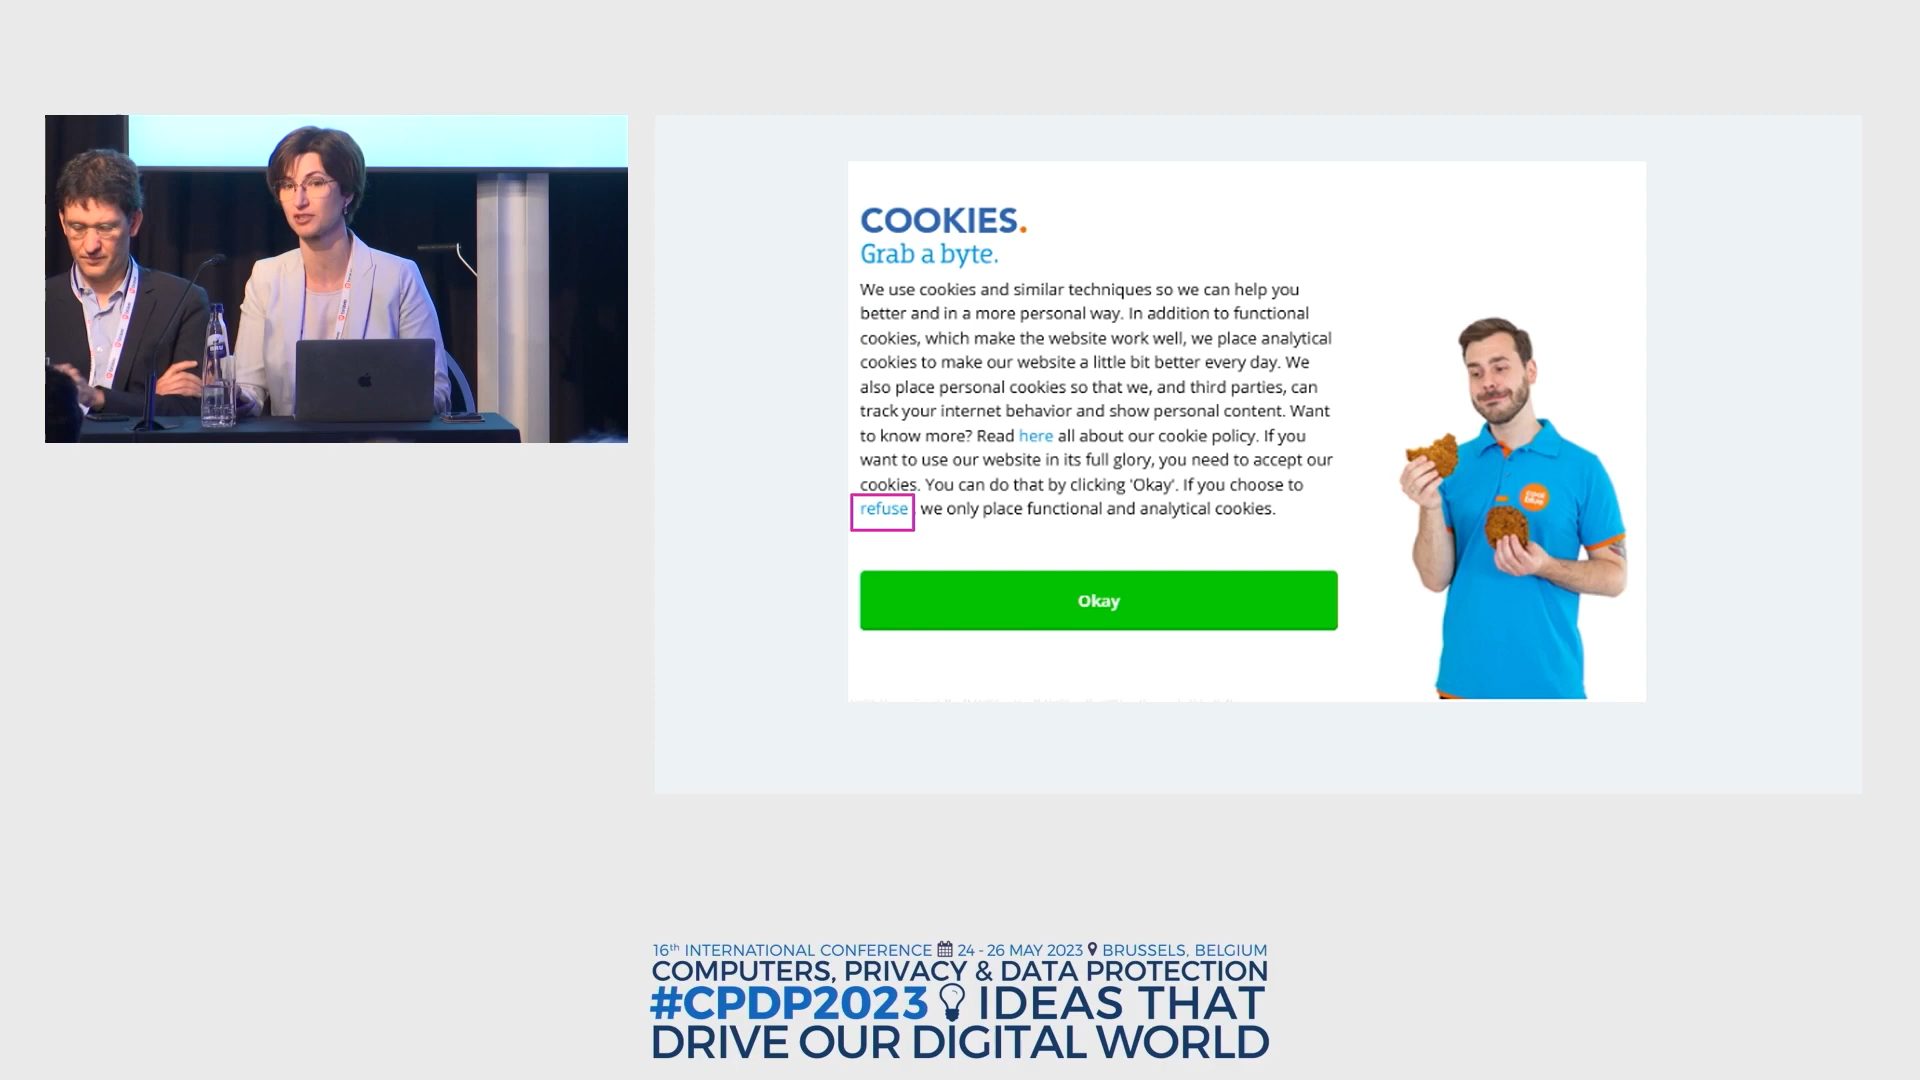 COOKIES.
Grab a byte.
We use cookies and similar techniques so we can help you
better and in a more personal way. In addition to functional
cookies, which make the website work well, we place analytical
cookies to make our website a little bit better every day. We
also place personal cookies so that we, and third parties, can
track your internet behavior and show personal content. Want
to know more? Read here all about our cookie policy. If you
want to use our website in its full glory, you need to accept our
cookies. You can do that by clicking 'Okay'. If you choose to
refuse, we only place functional and analytical cookies.
Okay
cool
blue
16th INTERNATIONAL CONFERENCE 24 - 26 MAY 2023 BRUSSELS, BELGIUM
COMPUTERS, PRIVACY & DATA PROTECTION
#CPDP2023 IDEAS THAT
DRIVE OUR DIGITAL WORLD